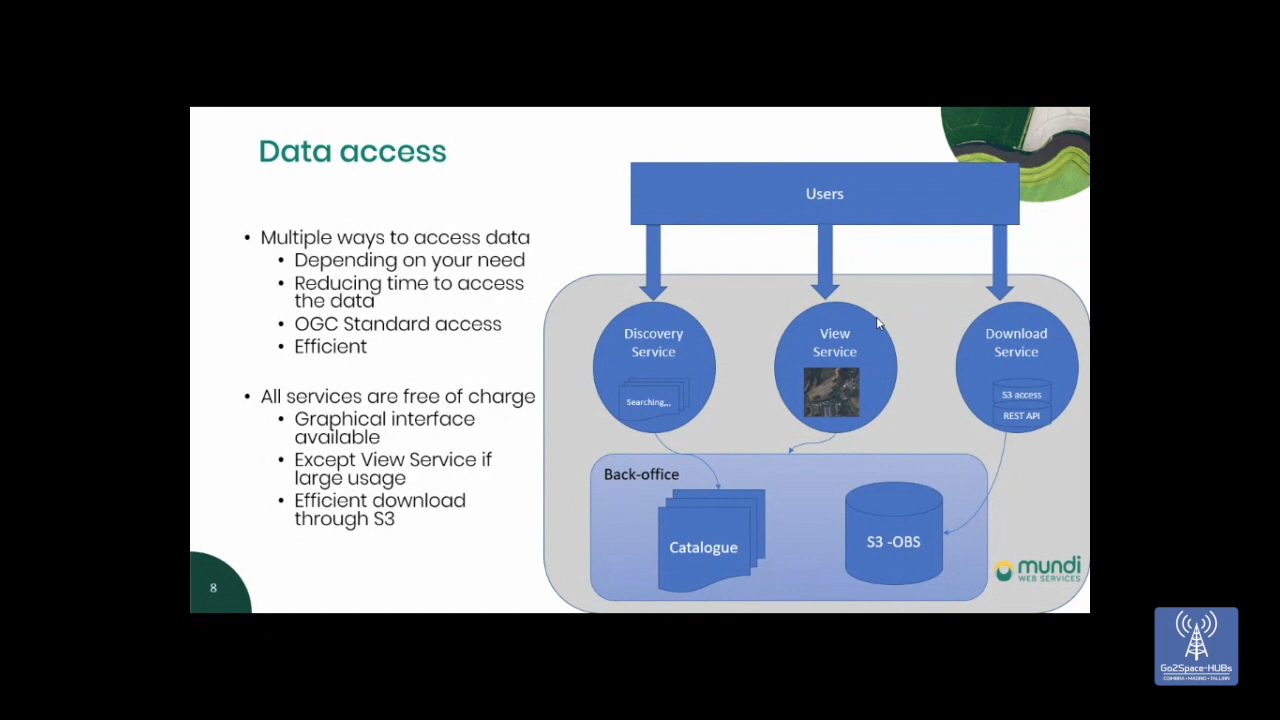 Data access
• Multiple ways to access data
• Depending on your need
• Reducing time to access
the data
• OGC Standard access
• Efficient
• All services are free of charge
• Graphical interface
available
• Except View Service if
large usage
• Efficient download
through S3
8
Users
Discovery
Service
Searching...
View
Service
Download
Service
S3 access
REST API
Back-office
Catalogue
S3 -OBS
mundi
WEB SERVICES
Go2Space-HUBs
COIMBRA • MADRID • TALLINN